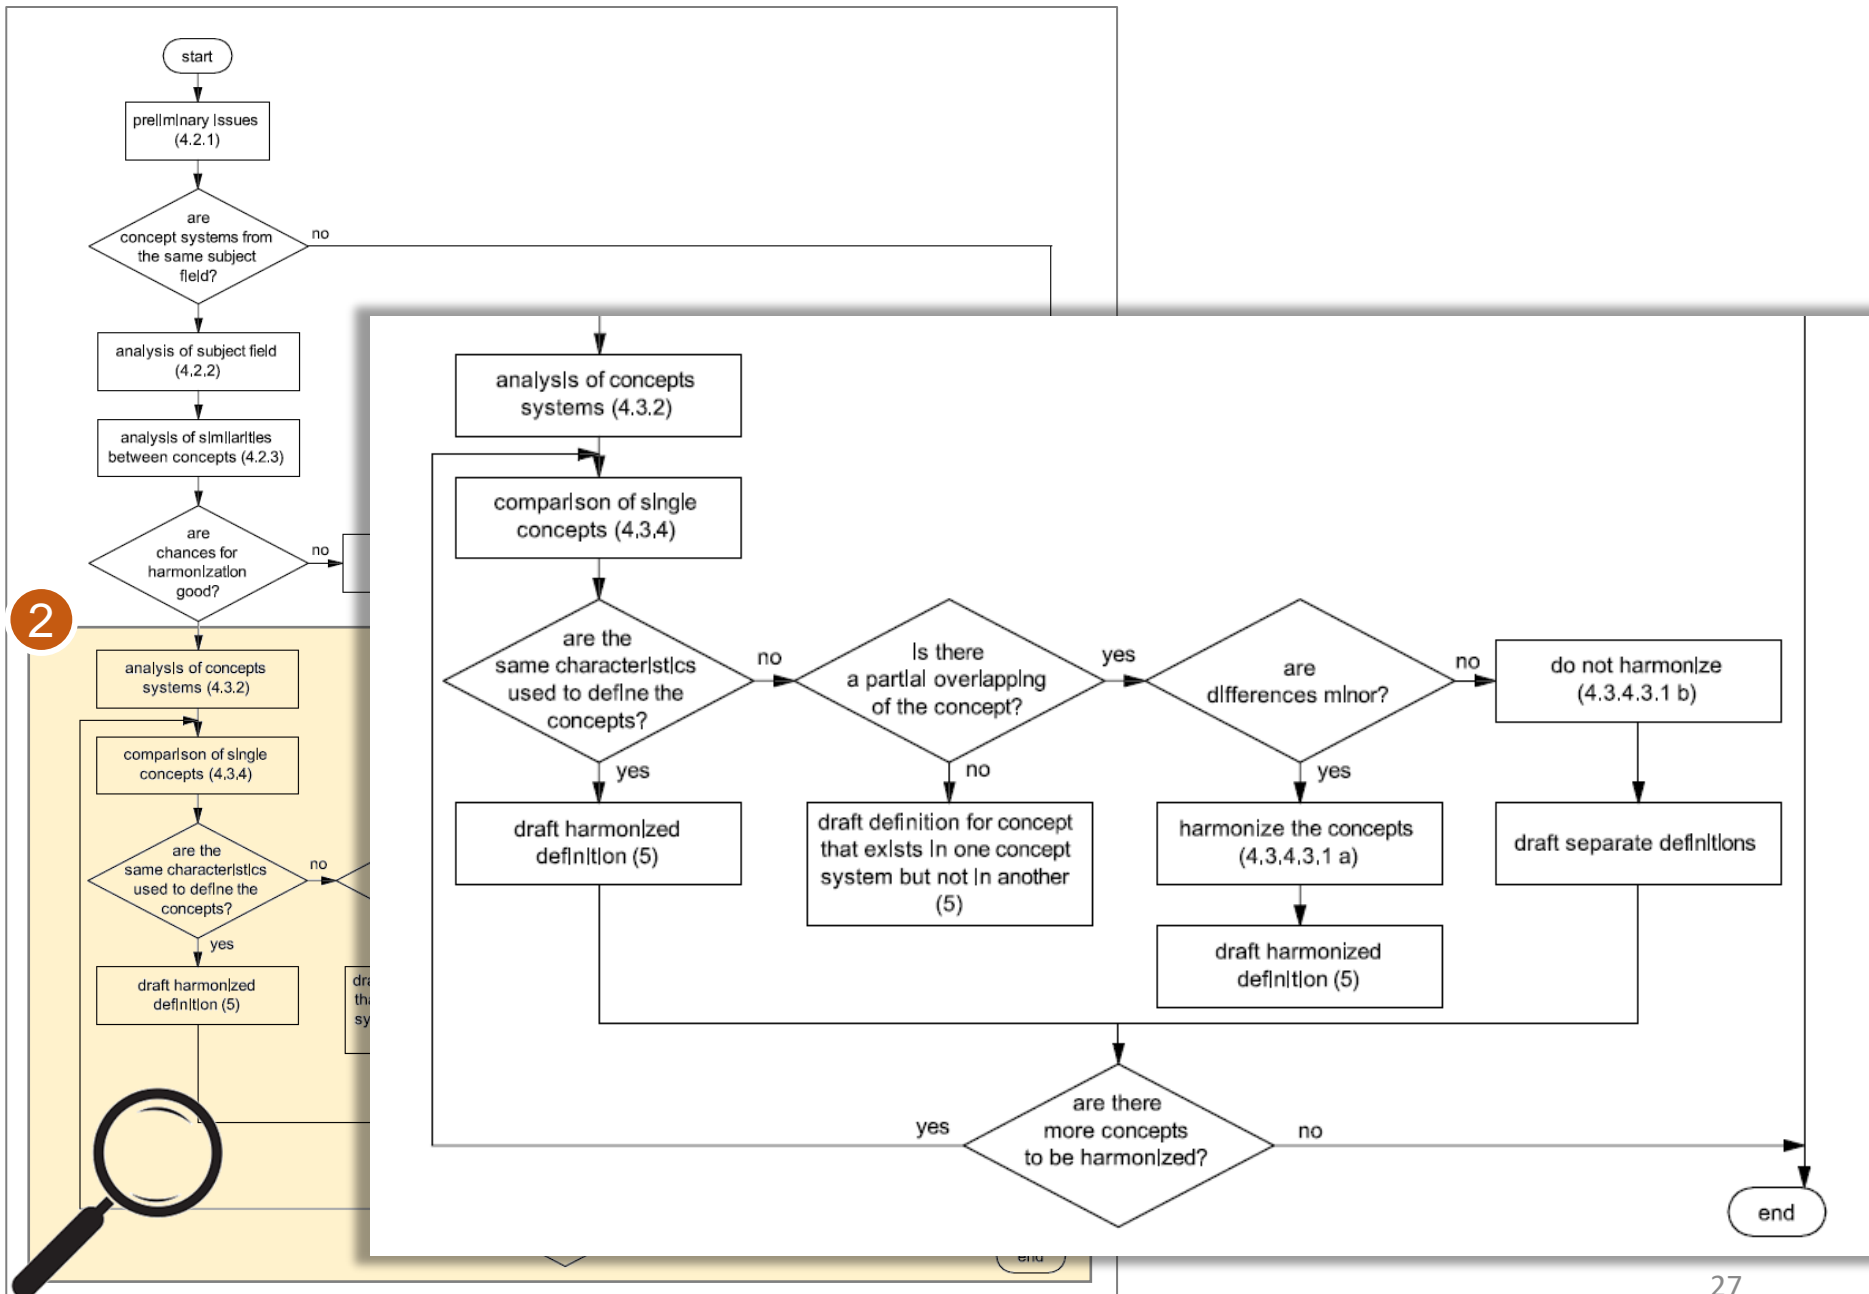 start
preliminary issues
(4.2.1)
are
concept systems from
the same subject
field?
no
analysis of subject field
(4.2.2)
analysis of similarities
between concepts (4.2.3)
are
chances for
harmonization
good?
no
2
analysis of concepts
systems (4.3.2)
comparison of single
concepts (4.3.4)
are the
same characteristics
used to define the
concepts?
no
yes
draft harmonized
definition (5)
end
analysis of concepts
systems (4.3.2)
comparison of single
concepts (4.3.4)
are the
same characteristics
used to define the
concepts?
no
yes
Is there
a partial overlapping
of the concept?
yes
no
are
differences minor?
no
yes
do not harmonize
(4.3.4.3.1 b)
draft harmonized
definition (5)
draft definition for concept
that exists in one concept
system but not in another
(5)
harmonize the concepts
(4.3.4.3.1 a)
draft separate definitions
draft harmonized
definition (5)
are there
more concepts
to be harmonized?
yes
no
end
27